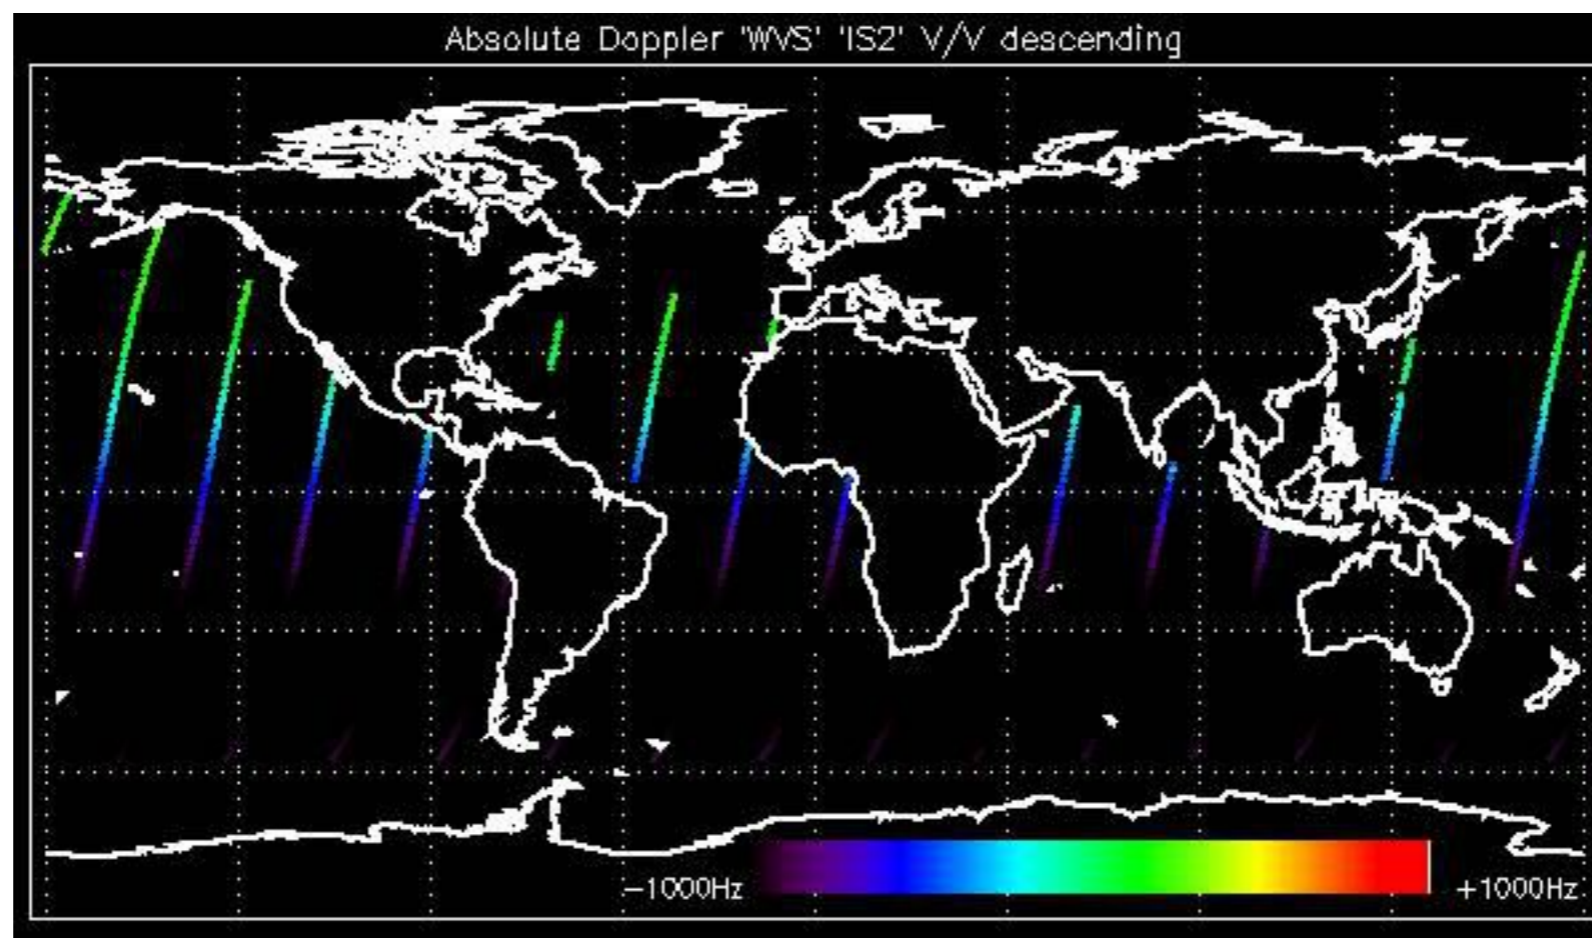 Absolute Doppler 'WVS' 'IS2' V/V descending
−1000Hz
+1000Hz